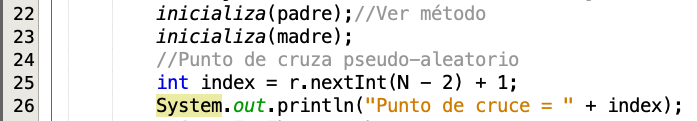 22 inicializa(padre);//Ver método
23 inicializa(madre);
24 //Punto de cruza pseudo-aleatorio
25 int index = r.nextInt(N - 2) + 1;
26 System.out.println("Punto de cruce = " + index);